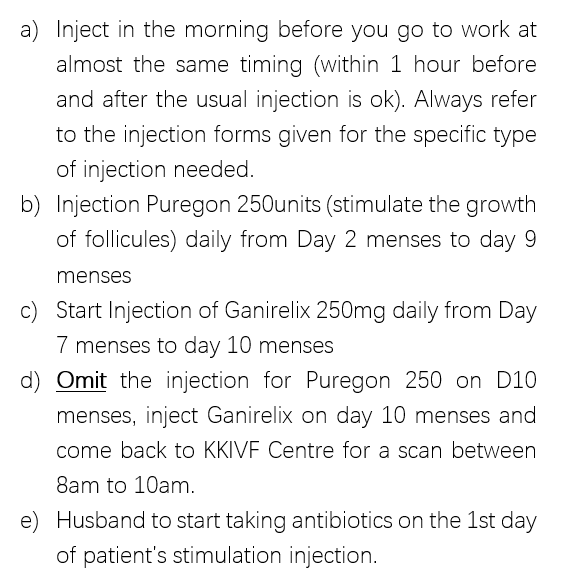 a) Inject in the morning before you go to work at
almost the same timing (within 1 hour before
and after the usual injection is ok). Always refer
to the injection forms given for the specific type
of injection needed.
b) Injection Puregon 250units (stimulate the growth
of follicules) daily from Day 2 menses to day 9
menses
c) Start Injection of Ganirelix 250mg daily from Day
7 menses to day 10 menses
d) Omit the injection for Puregon 250 on D10
menses, inject Ganirelix on day 10 menses and
come back to KKIVF Centre for a scan between
8am to 10am.
e) Husband to start taking antibiotics on the 1st day
of patient's stimulation injection.